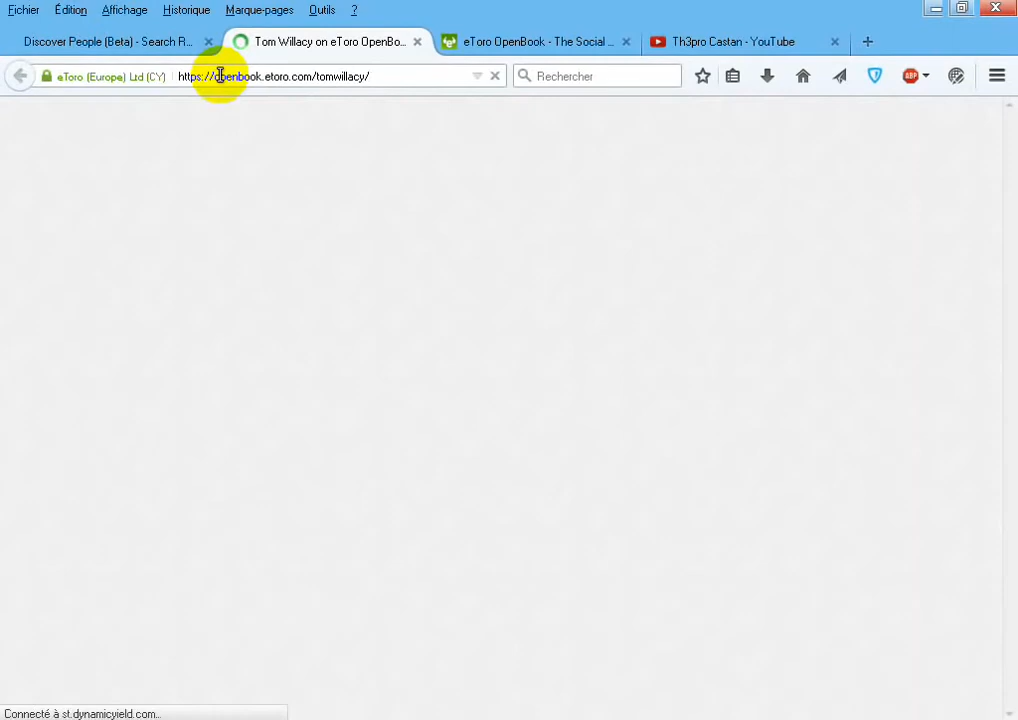 Fichier Édition Affichage Historique Marque-pages Outils ?
Discover People (Beta) - Search R... Tom Willacy on eToro OpenBo... eToro OpenBook - The Social ... Th3pro Castan - YouTube
eToro (Europe) Ltd (CY) https://openbook.etoro.com/tomwillacy/ Rechercher ABP
Connecté à st.dynamicyield.com...